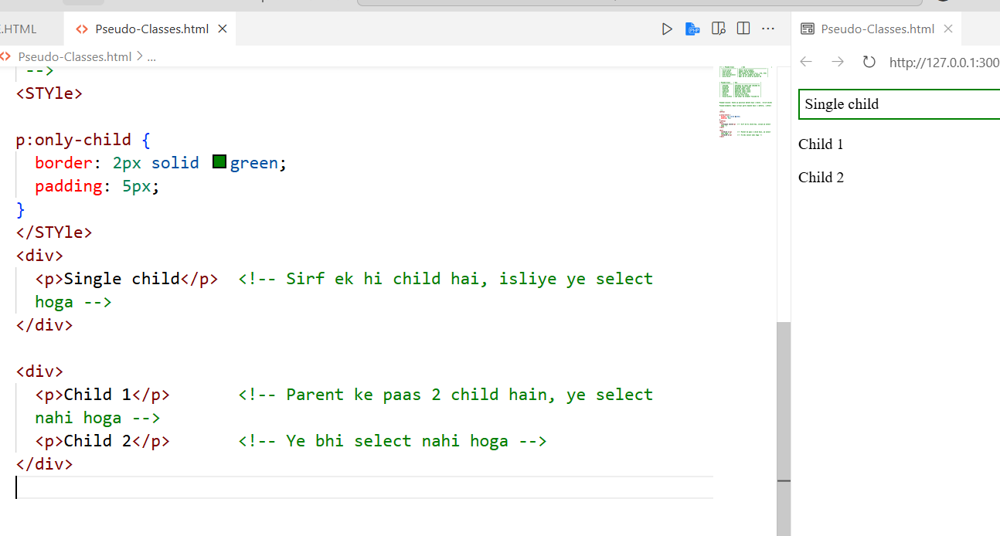 .HTML
Pseudo-Classes.html
Pseudo-Classes.html
Pseudo-Classes.html > ...
http://127.0.0.1:300
-->
<STYle>
p:only-child {
border: 2px solid green;
padding: 5px;
}
</STYle>
<div>
<p>Single child</p> <!-- Sirf ek hi child hai, isliye ye select
hoga -->
</div>
<div>
<p>Child 1</p> <!-- Parent ke paas 2 child hain, ye select
nahi hoga -->
<p>Child 2</p> <!-- Ye bhi select nahi hoga -->
</div>
Single child
Child 1
Child 2